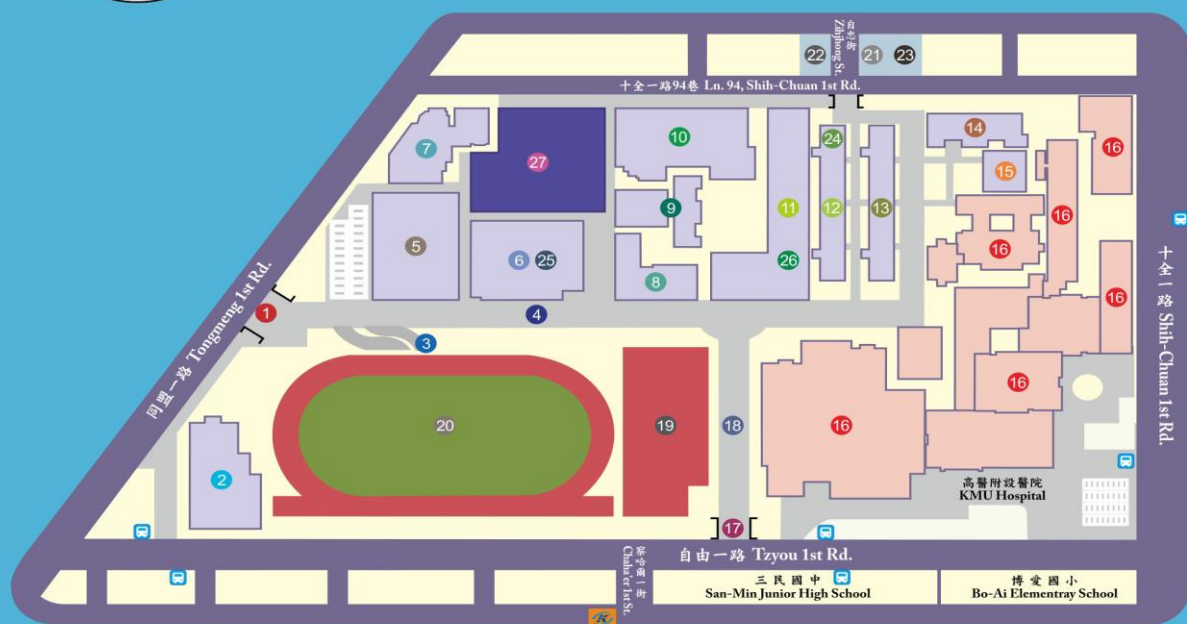 自忠街
Zihjhong St.
22
21
23
十全一路94巷 Ln. 94, Shih-Chuan 1st Rd.
7
27
10
24
14
16
15
9
11
12
13
16
5
6
25
8
26
16
16
1
4
3
同盟一路 Tongmeng 1st Rd.
十全一路 Shih-Chuan 1st Rd.
16
20
19
18
16
2
高醫附設醫院
KMU Hospital
17
自由一路 Tzyou 1st Rd.
察哈爾一街
Chaha'er 1st St.
三民國中
San-Min Junior High School
博愛國小
Bo-Ai Elementray School